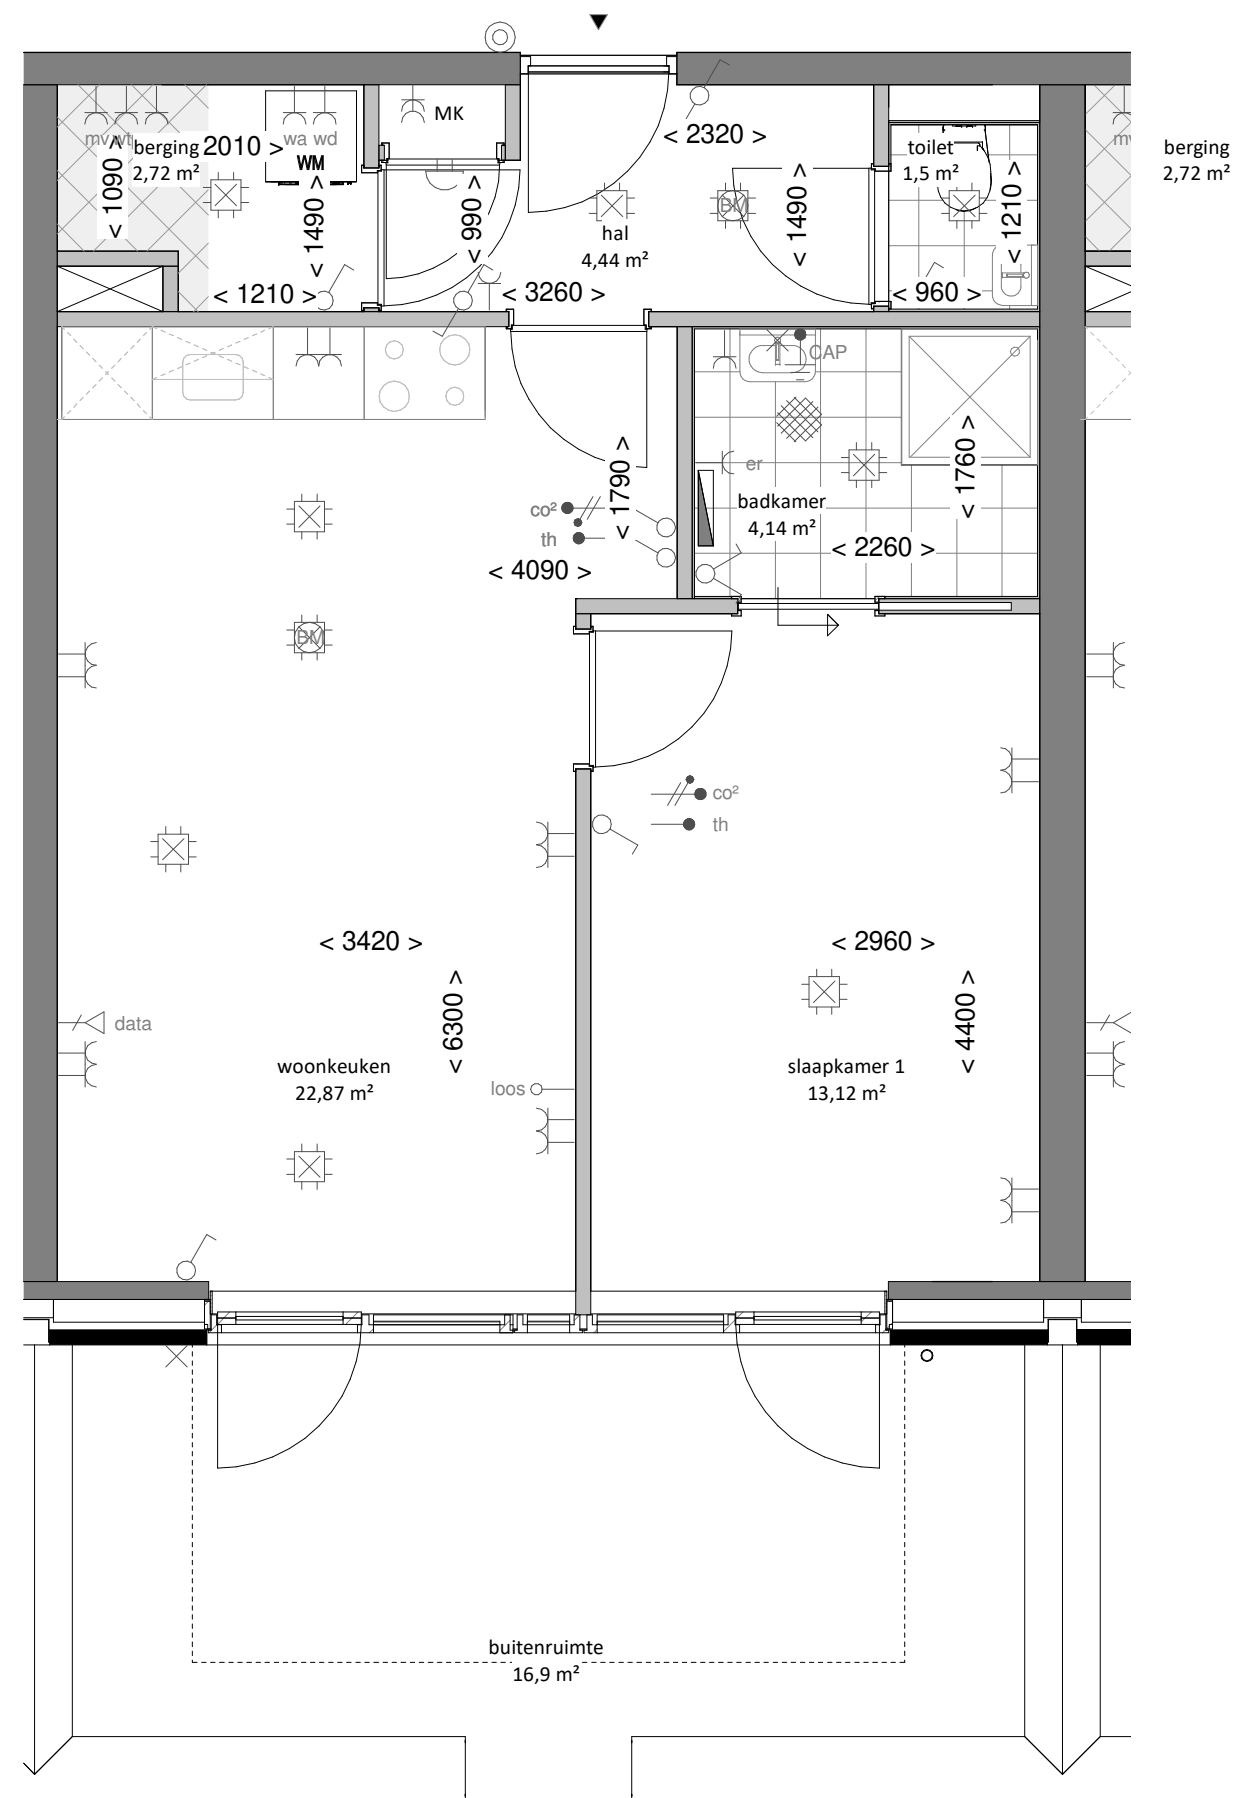 MK
< 2320 >
mv wt
berging
2,72 m²
2010 >
wa wd
WM
< 1090 >
< 1490 >
< 990 >
hal
4,44 m²
BM
< 1490 >
toilet
1,5 m²
< 1210 >
berging
2,72 m²
< 1210 >
< 3260 >
< 960 >
CAP
er
< 1760 >
badkamer
4,14 m²
< 2260 >
co²
th
< 1790 >
< 4090 >
BM
co²
th
< 3420 >
< 2960 >
< 6300 >
< 4400 >
data
woonkeuken
22,87 m²
loos
slaapkamer 1
13,12 m²
buitenruimte
16,9 m²